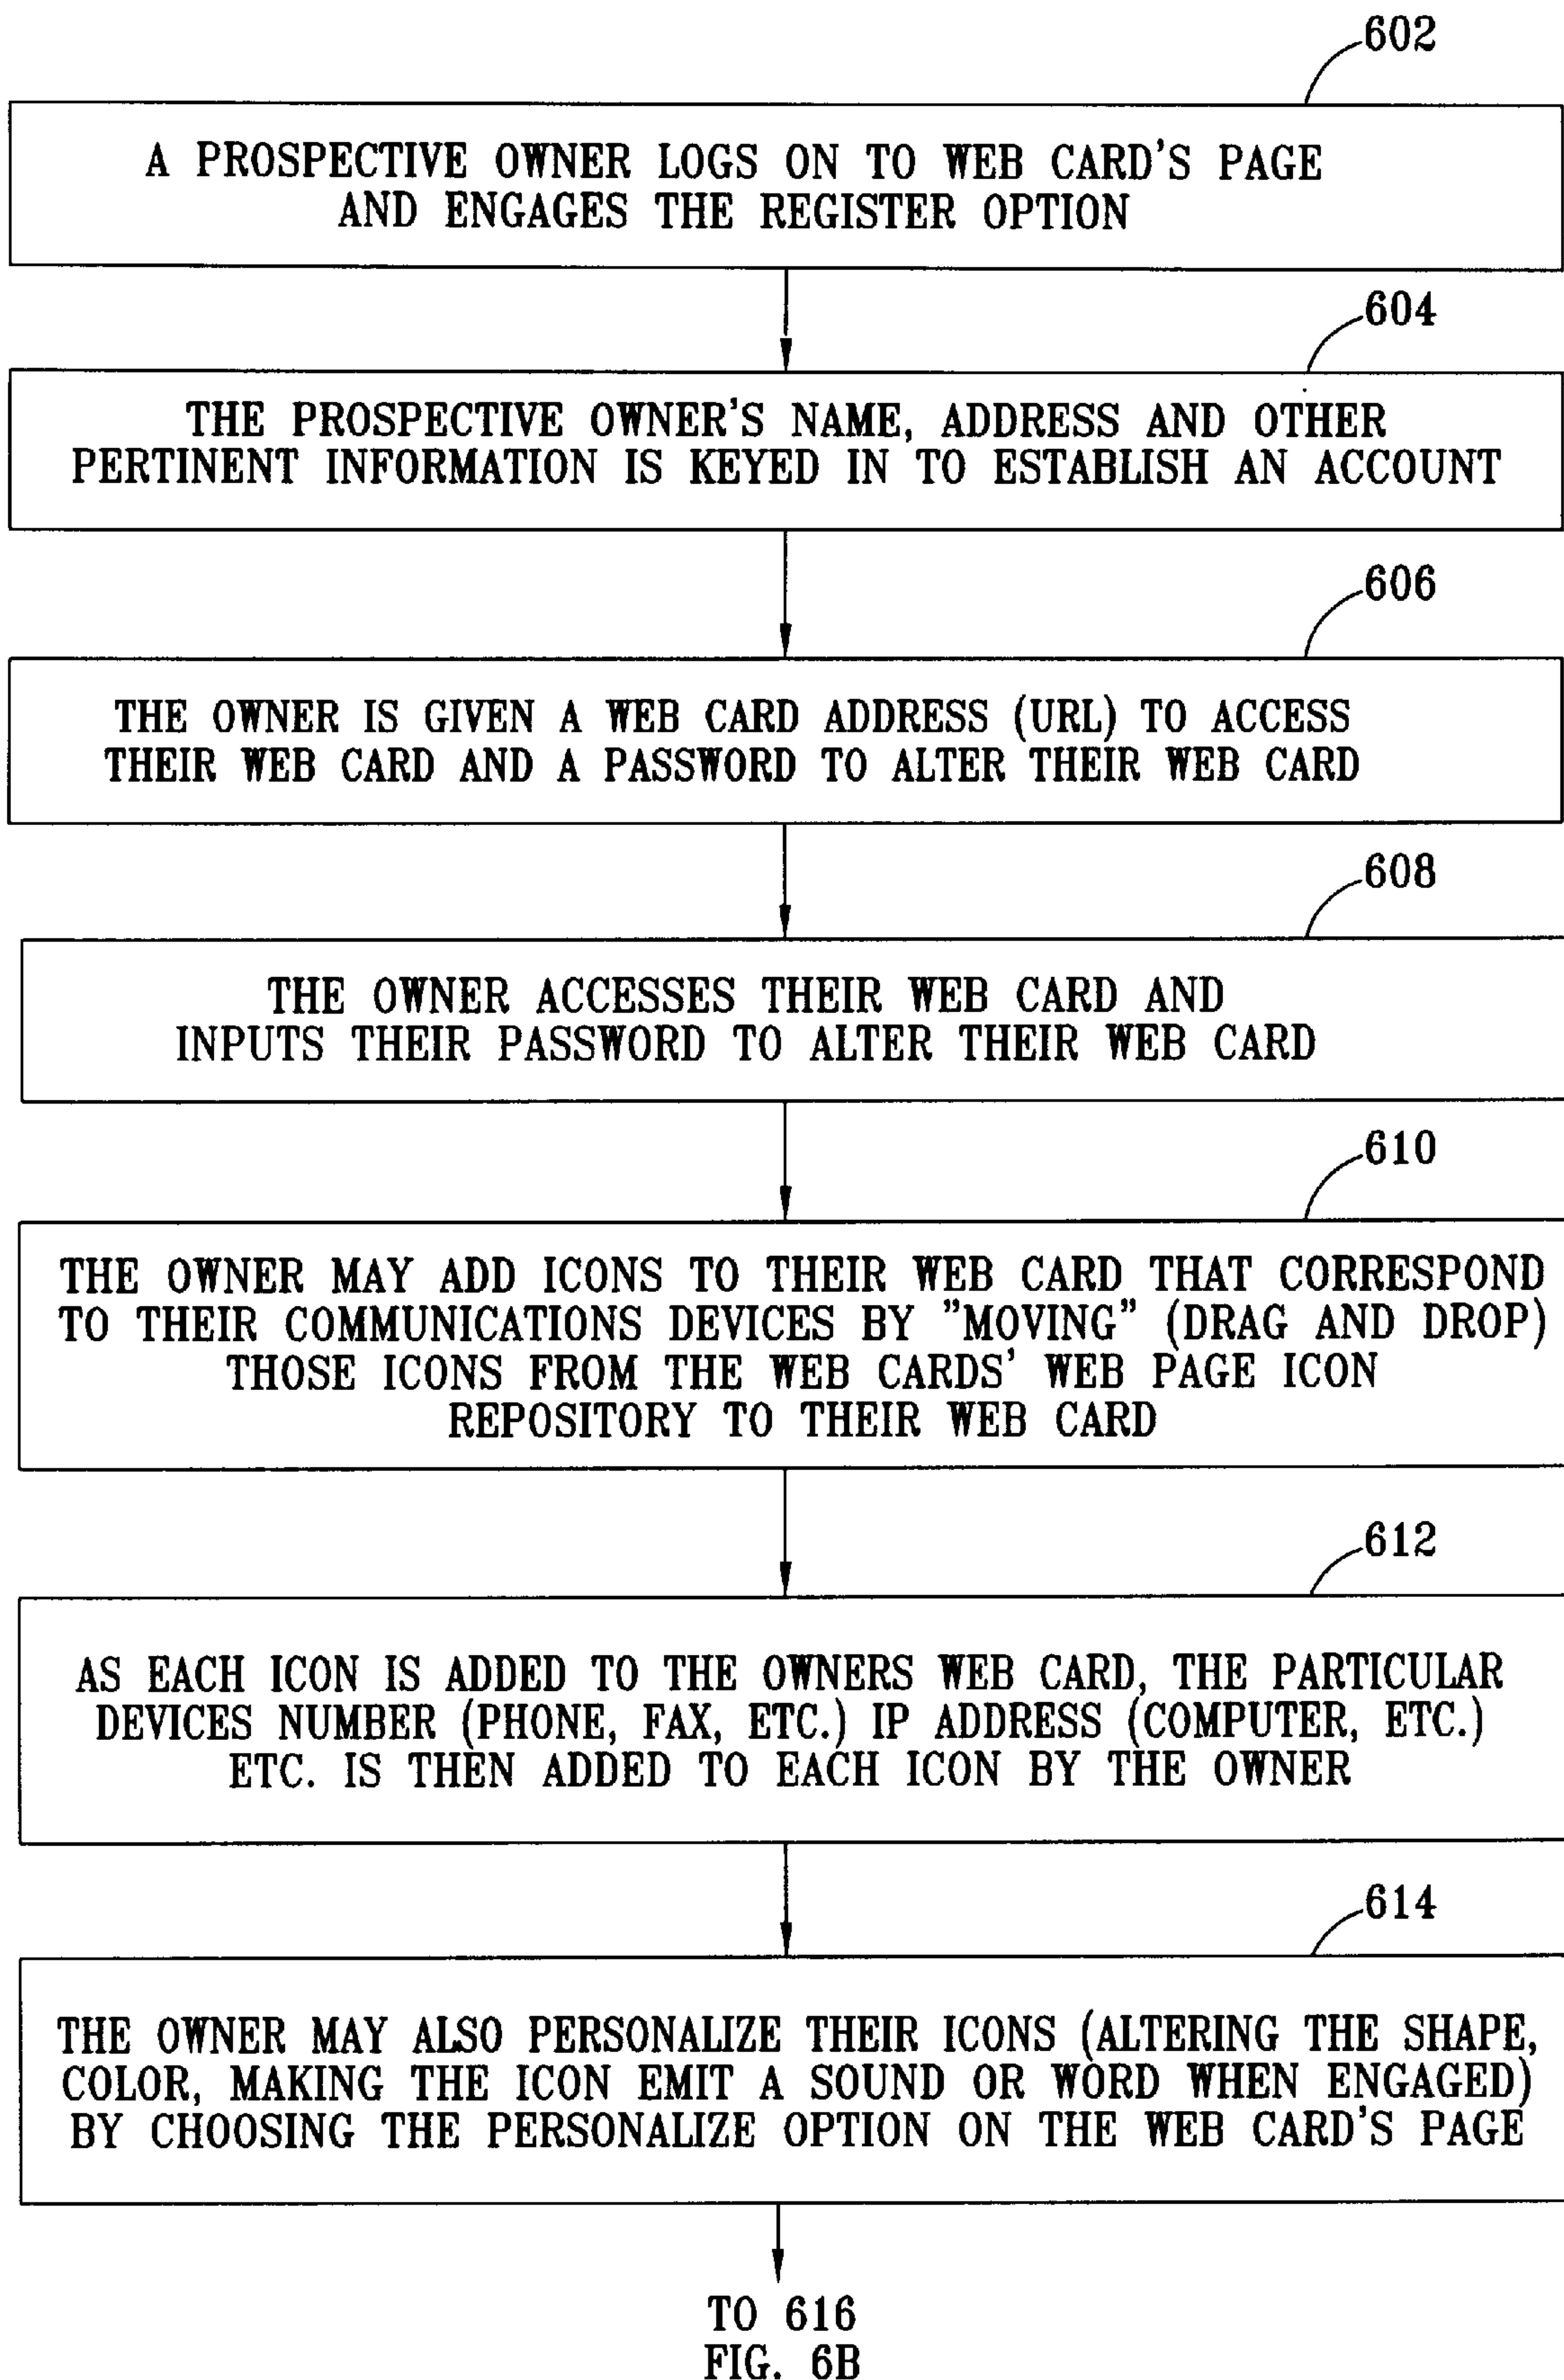 602
A PROSPECTIVE OWNER LOGS ON TO WEB CARD'S PAGE
AND ENGAGES THE REGISTER OPTION
604
THE PROSPECTIVE OWNER'S NAME, ADDRESS AND OTHER
PERTINENT INFORMATION IS KEYED IN TO ESTABLISH AN ACCOUNT
606
THE OWNER IS GIVEN A WEB CARD ADDRESS (URL) TO ACCESS
THEIR WEB CARD AND A PASSWORD TO ALTER THEIR WEB CARD
608
THE OWNER ACCESSES THEIR WEB CARD AND
INPUTS THEIR PASSWORD TO ALTER THEIR WEB CARD
610
THE OWNER MAY ADD ICONS TO THEIR WEB CARD THAT CORRESPOND
TO THEIR COMMUNICATIONS DEVICES BY "MOVING" (DRAG AND DROP)
THOSE ICONS FROM THE WEB CARDS' WEB PAGE ICON
REPOSITORY TO THEIR WEB CARD
612
AS EACH ICON IS ADDED TO THE OWNERS WEB CARD, THE PARTICULAR
DEVICES NUMBER (PHONE, FAX, ETC.) IP ADDRESS (COMPUTER, ETC.)
ETC. IS THEN ADDED TO EACH ICON BY THE OWNER
614
THE OWNER MAY ALSO PERSONALIZE THEIR ICONS (ALTERING THE SHAPE,
COLOR, MAKING THE ICON EMIT A SOUND OR WORD WHEN ENGAGED)
BY CHOOSING THE PERSONALIZE OPTION ON THE WEB CARD'S PAGE
TO 616
FIG. 6B